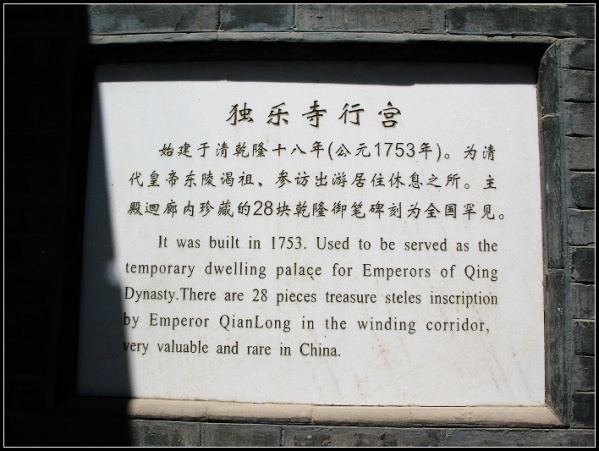 独乐寺行宫
始建于清乾隆十八年(公元1753年)。为清
代皇帝东陵谒祖、参访出游居住休息之所。主
殿迴廊内珍藏的28块乾隆御笔碑刻为全国罕见。
It was built in 1753. Used to be served as the
temporary dwelling palace for Emperors of Qing
Dynasty.There are 28 pieces treasure steles inscription
by Emperor QianLong in the winding corridor,
very valuable and rare in China.